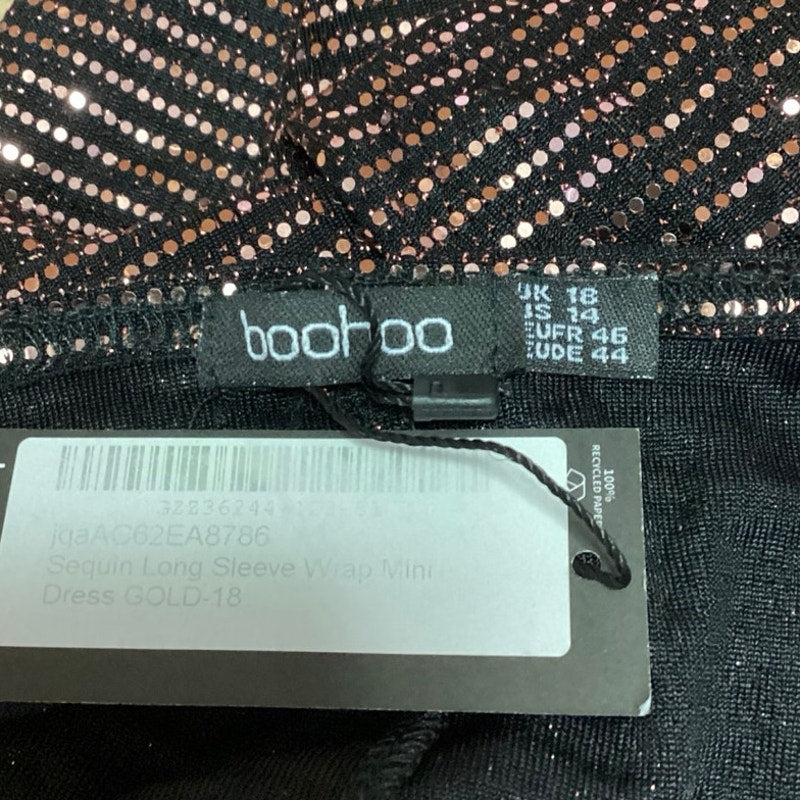 boohoo
UK 18
US 14
EUFR 46
EUDE 44
100%
RECYCLED PAPER
jqaAC62EA8786
Sequin Long Sleeve Wrap Mini
Dress GOLD-18